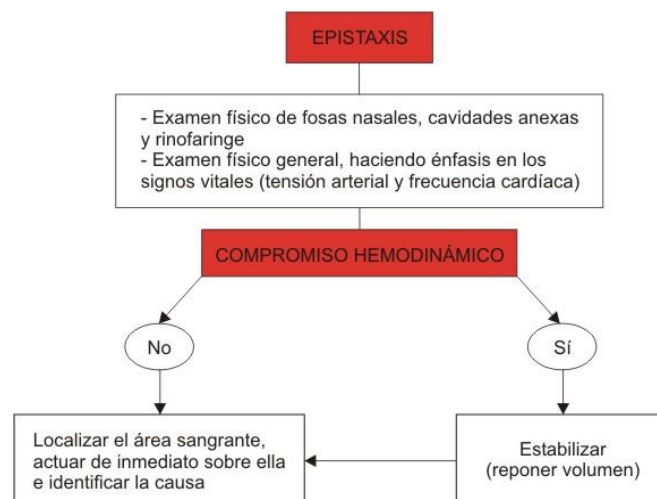 EPISTAXIS
- Examen físico de fosas nasales, cavidades anexas
y rinofaringe
- Examen físico general, haciendo énfasis en los
signos vitales (tensión arterial y frecuencia cardíaca)
COMPROMISO HEMODINÁMICO
No
Sí
Localizar el área sangrante,
actuar de inmediato sobre ella
e identificar la causa
Estabilizar
(reponer volumen)